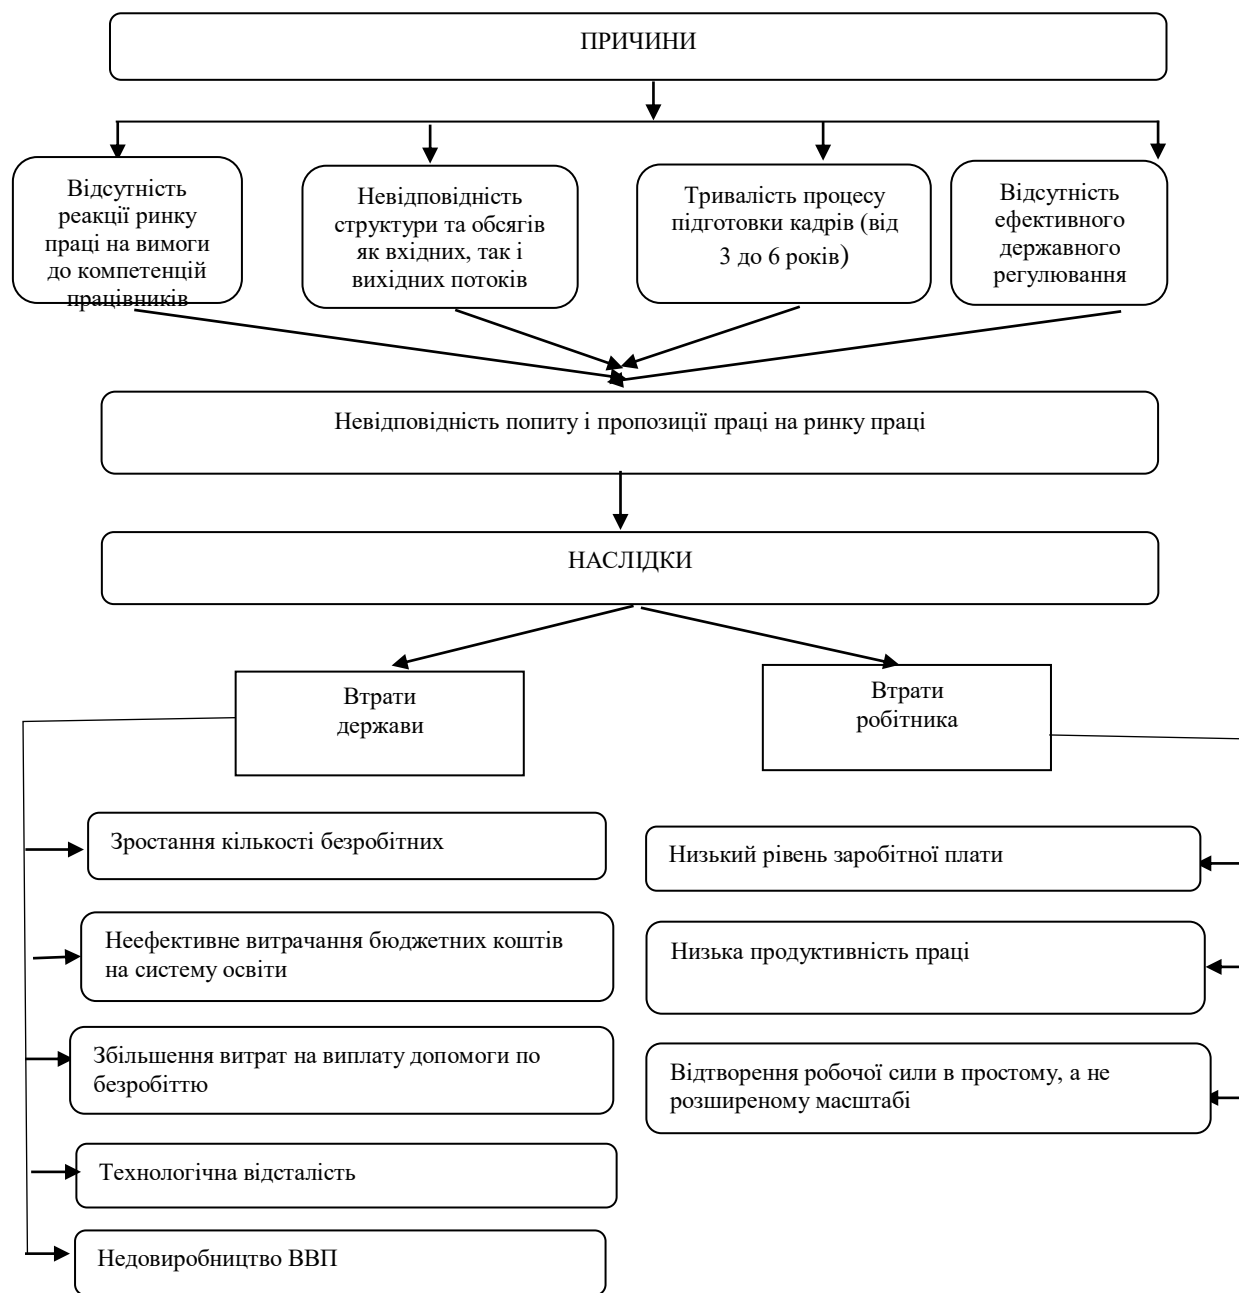 ПРИЧИНИ
Відсутність
реакції ринку
праці на вимоги
до компетенцій
працівників
Невідповідність
структури та обсягів
як вхідних, так і
вихідних потоків
Тривалість процесу
підготовки кадрів (від
3 до 6 років)
Відсутність
ефективного
державного
регулювання
Невідповідність попиту і пропозиції праці на ринку праці
НАСЛІДКИ
Втрати
держави
Втрати
робітника
Зростання кількості безробітних
Неефективне витрачання бюджетних коштів
на систему освіти
Збільшення витрат на виплату допомоги по
безробіттю
Технологічна відсталість
Недовиробництво ВВП
Низький рівень заробітної плати
Низька продуктивність праці
Відтворення робочої сили в простому, а не
розширеному масштабі